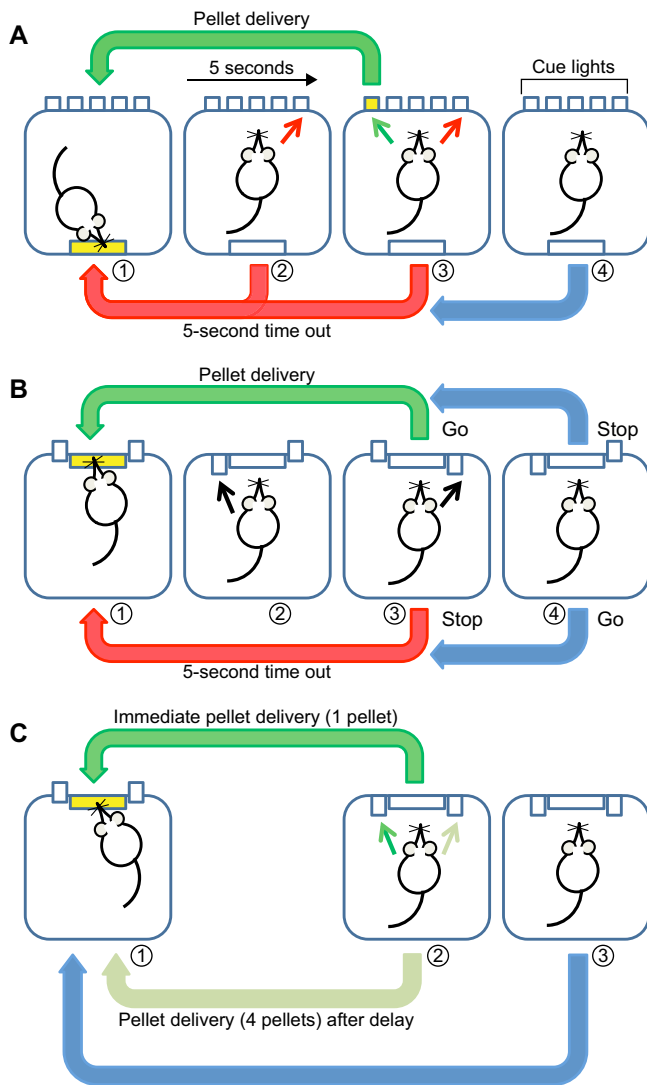 Pellet delivery
A
5 seconds
Cue lights
① ② ③ ④
5-second time out
B
Pellet delivery
Go Stop
① ② ③ Stop ④ Go
5-second time out
C
Immediate pellet delivery (1 pellet)
① ② ③
Pellet delivery (4 pellets) after delay